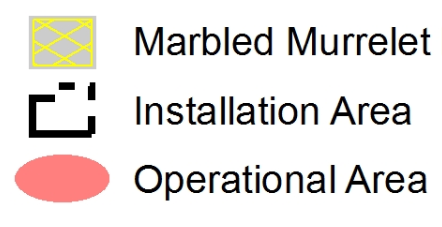 Marbled Murrelet
Installation Area
Operational Area